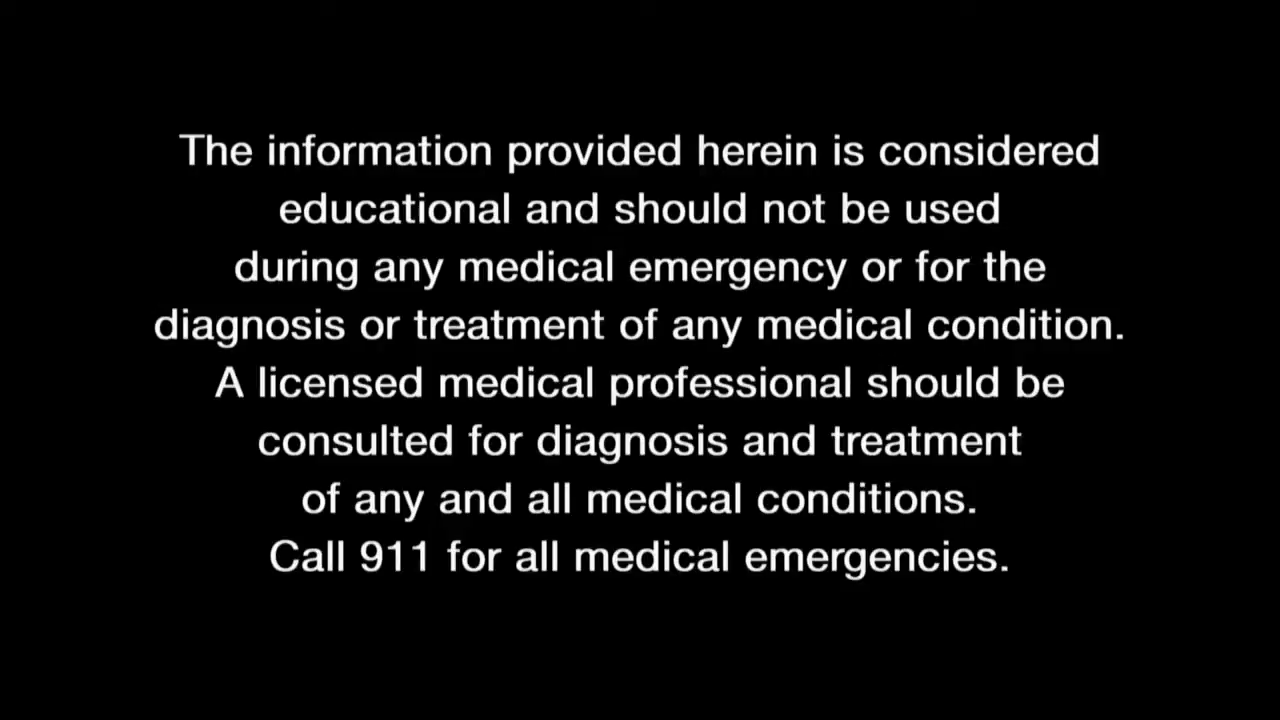 The information provided herein is considered
educational and should not be used
during any medical emergency or for the
diagnosis or treatment of any medical condition.
A licensed medical professional should be
consulted for diagnosis and treatment
of any and all medical conditions.
Call 911 for all medical emergencies.